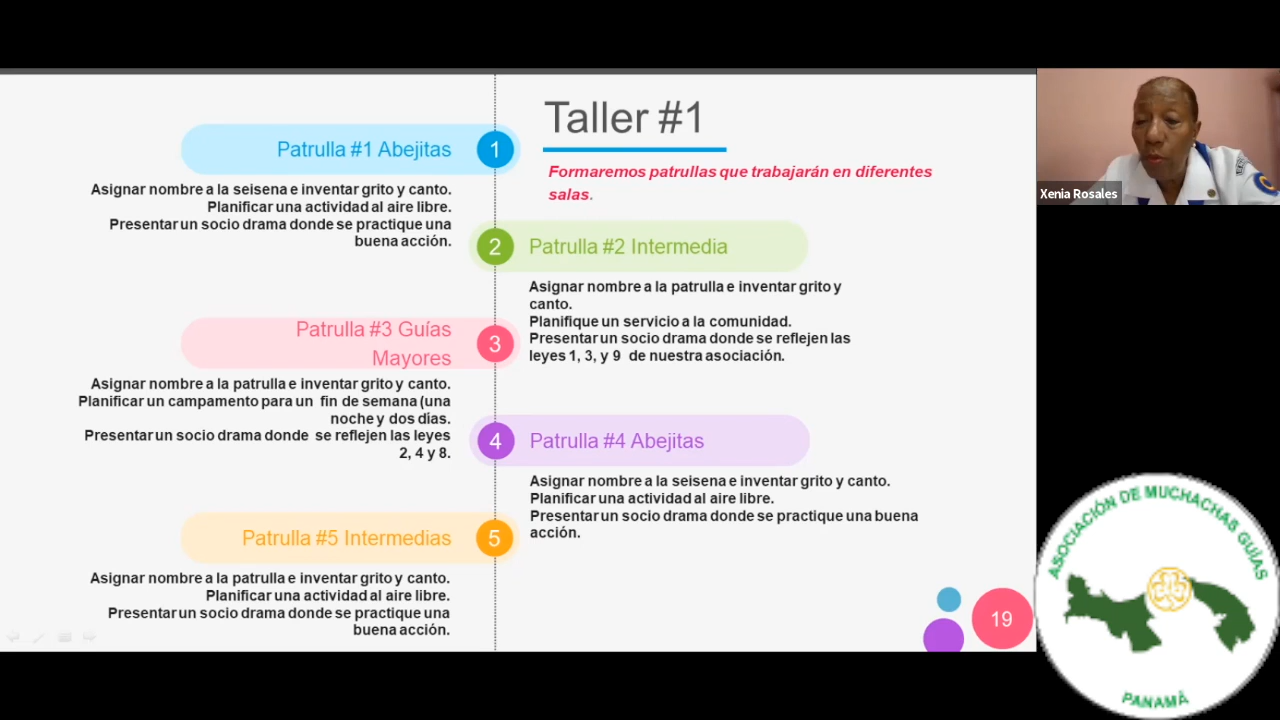 Taller #1
Formaremos patrullas que trabajarán en diferentes
salas.
Patrulla #1 Abejitas
1
Asignar nombre a la seisena e inventar grito y canto.
Planificar una actividad al aire libre.
Presentar un socio drama donde se practique una
buena acción.
2
Patrulla #2 Intermedia
Asignar nombre a la patrulla e inventar grito y
canto.
Planifique un servicio a la comunidad.
Presentar un socio drama donde se reflejen las
leyes 1, 3, y 9 de nuestra asociación.
Patrulla #3 Guías
Mayores
3
Asignar nombre a la patrulla e inventar grito y canto.
Planificar un campamento para un fin de semana (una
noche y dos días.
Presentar un socio drama donde se reflejen las leyes
2, 4 y 8.
4
Patrulla #4 Abejitas
Asignar nombre a la seisena e inventar grito y canto.
Planificar una actividad al aire libre.
Presentar un socio drama donde se practique una buena
acción.
Patrulla #5 Intermedias
5
Asignar nombre a la patrulla e inventar grito y canto.
Planificar una actividad al aire libre.
Presentar un socio drama donde se practique una
buena acción.
19
Xenia Rosales
ASOCIACIÓN DE MUCHACHAS GUÍAS
PANAMÁ